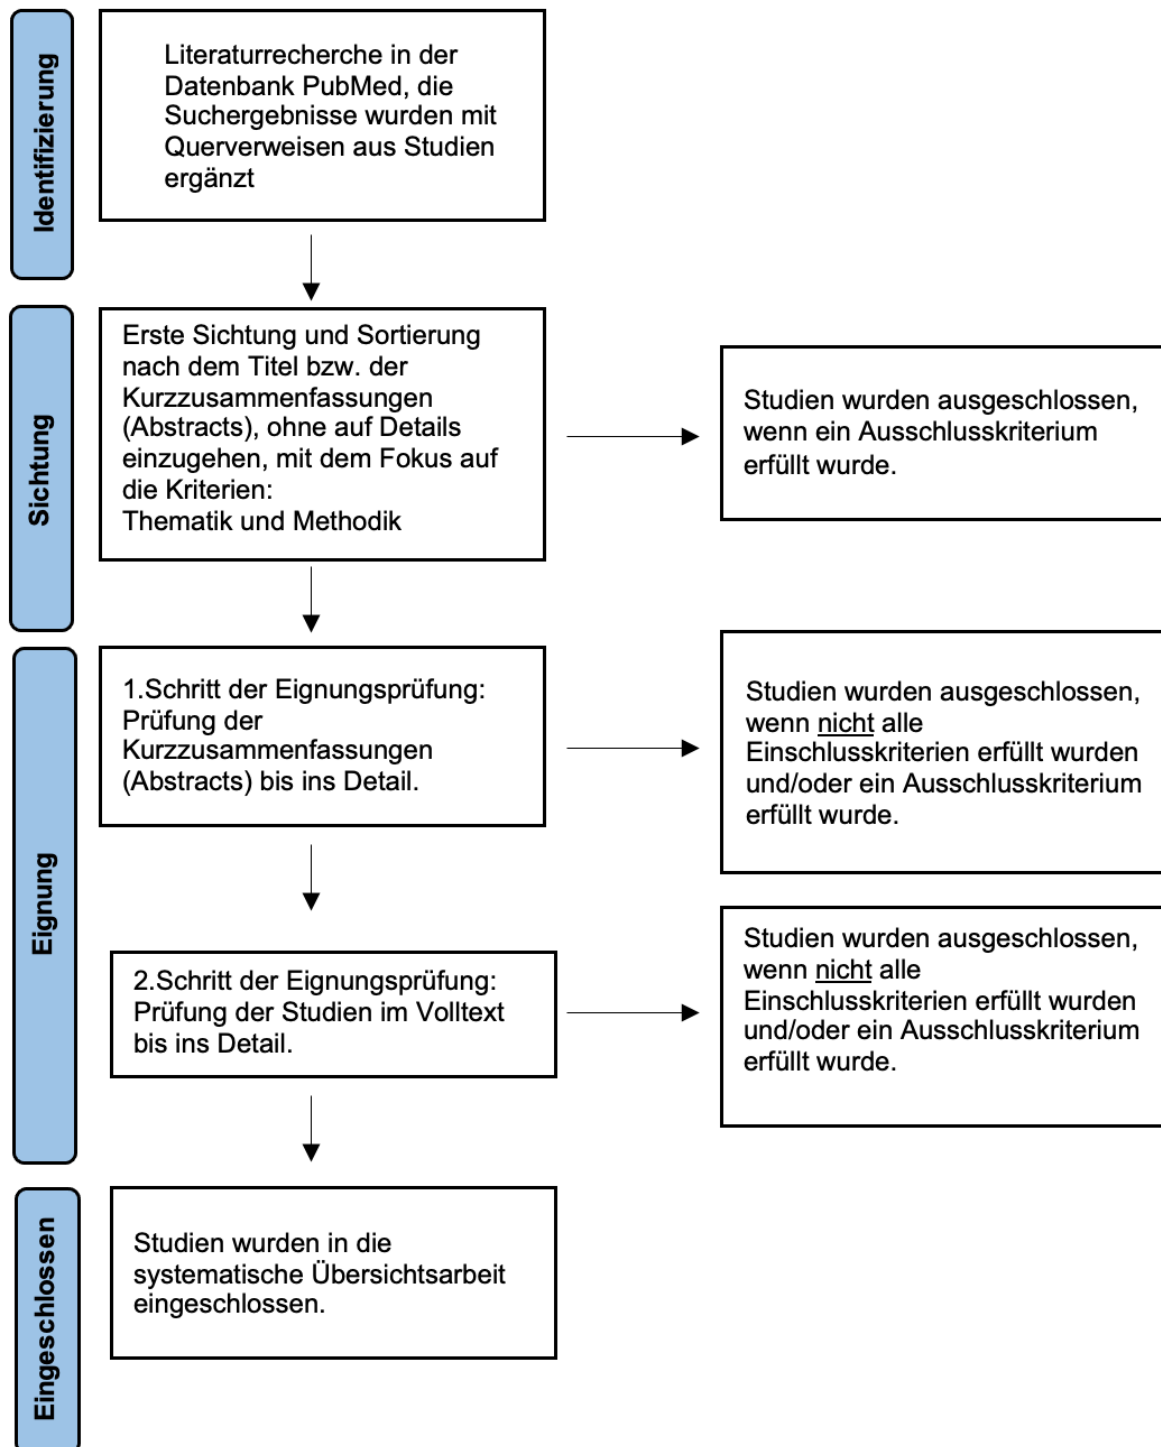 Identifizierung
Literaturrecherche in der
Datenbank PubMed, die
Suchergebnisse wurden mit
Querverweisen aus Studien
ergänzt
Sichtung
Erste Sichtung und Sortierung
nach dem Titel bzw. der
Kurzzusammenfassungen
(Abstracts), ohne auf Details
einzugehen, mit dem Fokus auf
die Kriterien:
Thematik und Methodik
Studien wurden ausgeschlossen,
wenn ein Ausschlusskriterium
erfüllt wurde.
Eignung
1.Schritt der Eignungsprüfung:
Prüfung der
Kurzzusammenfassungen
(Abstracts) bis ins Detail.
Studien wurden ausgeschlossen,
wenn nicht alle
Einschlusskriterien erfüllt wurden
und/oder ein Ausschlusskriterium
erfüllt wurde.
2.Schritt der Eignungsprüfung:
Prüfung der Studien im Volltext
bis ins Detail.
Studien wurden ausgeschlossen,
wenn nicht alle
Einschlusskriterien erfüllt wurden
und/oder ein Ausschlusskriterium
erfüllt wurde.
Eingeschlossen
Studien wurden in die
systematische Übersichtsarbeit
eingeschlossen.